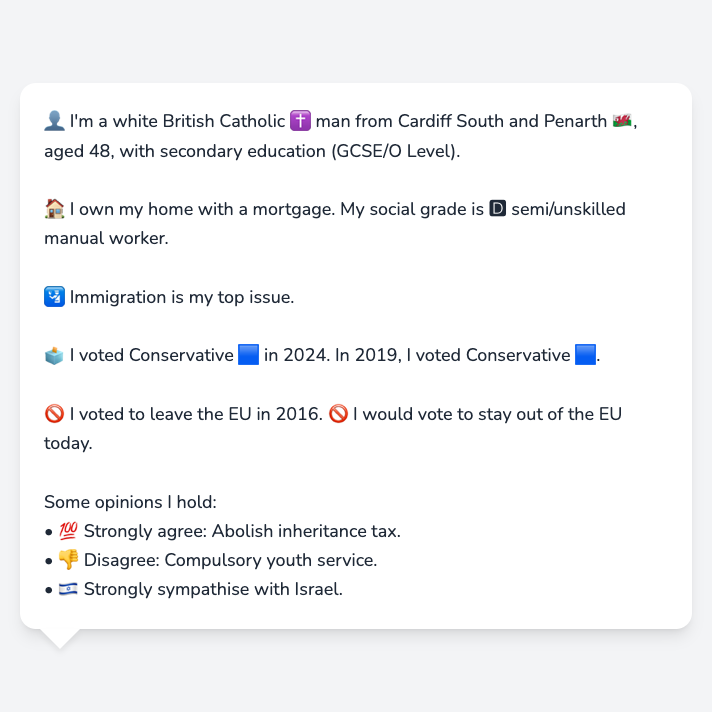 👤 I'm a white British Catholic ✝️ man from Cardiff South and Penarth 🏴󠁧󠁢󠁷󠁬󠁳󠁿,
aged 48, with secondary education (GCSE/O Level).
🏠 I own my home with a mortgage. My social grade is 🅳 semi/unskilled
manual worker.
🛂 Immigration is my top issue.
🗳️ I voted Conservative 🟦 in 2024. In 2019, I voted Conservative 🟦.
🚫 I voted to leave the EU in 2016. 🚫 I would vote to stay out of the EU
today.
Some opinions I hold:
• 💯 Strongly agree: Abolish inheritance tax.
• 👎 Disagree: Compulsory youth service.
• 🇮🇱 Strongly sympathise with Israel.